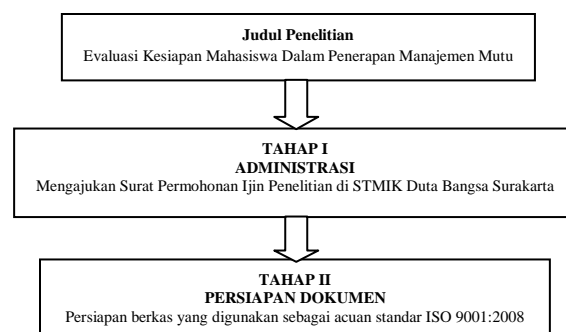 Judul Penelitian
Evaluasi Kesiapan Mahasiswa Dalam Penerapan Manajemen Mutu
TAHAP I
ADMINISTRASI
Mengajukan Surat Permohonan Ijin Penelitian di STMIK Duta Bangsa Surakarta
TAHAP II
PERSIAPAN DOKUMEN
Persiapan berkas yang digunakan sebagai acuan standar ISO 9001:2008